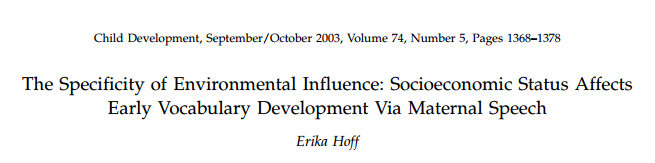 Child Development, September/October 2003, Volume 74, Number 5, Pages 1368–1378
The Specificity of Environmental Influence: Socioeconomic Status Affects
Early Vocabulary Development Via Maternal Speech
Erika Hoff